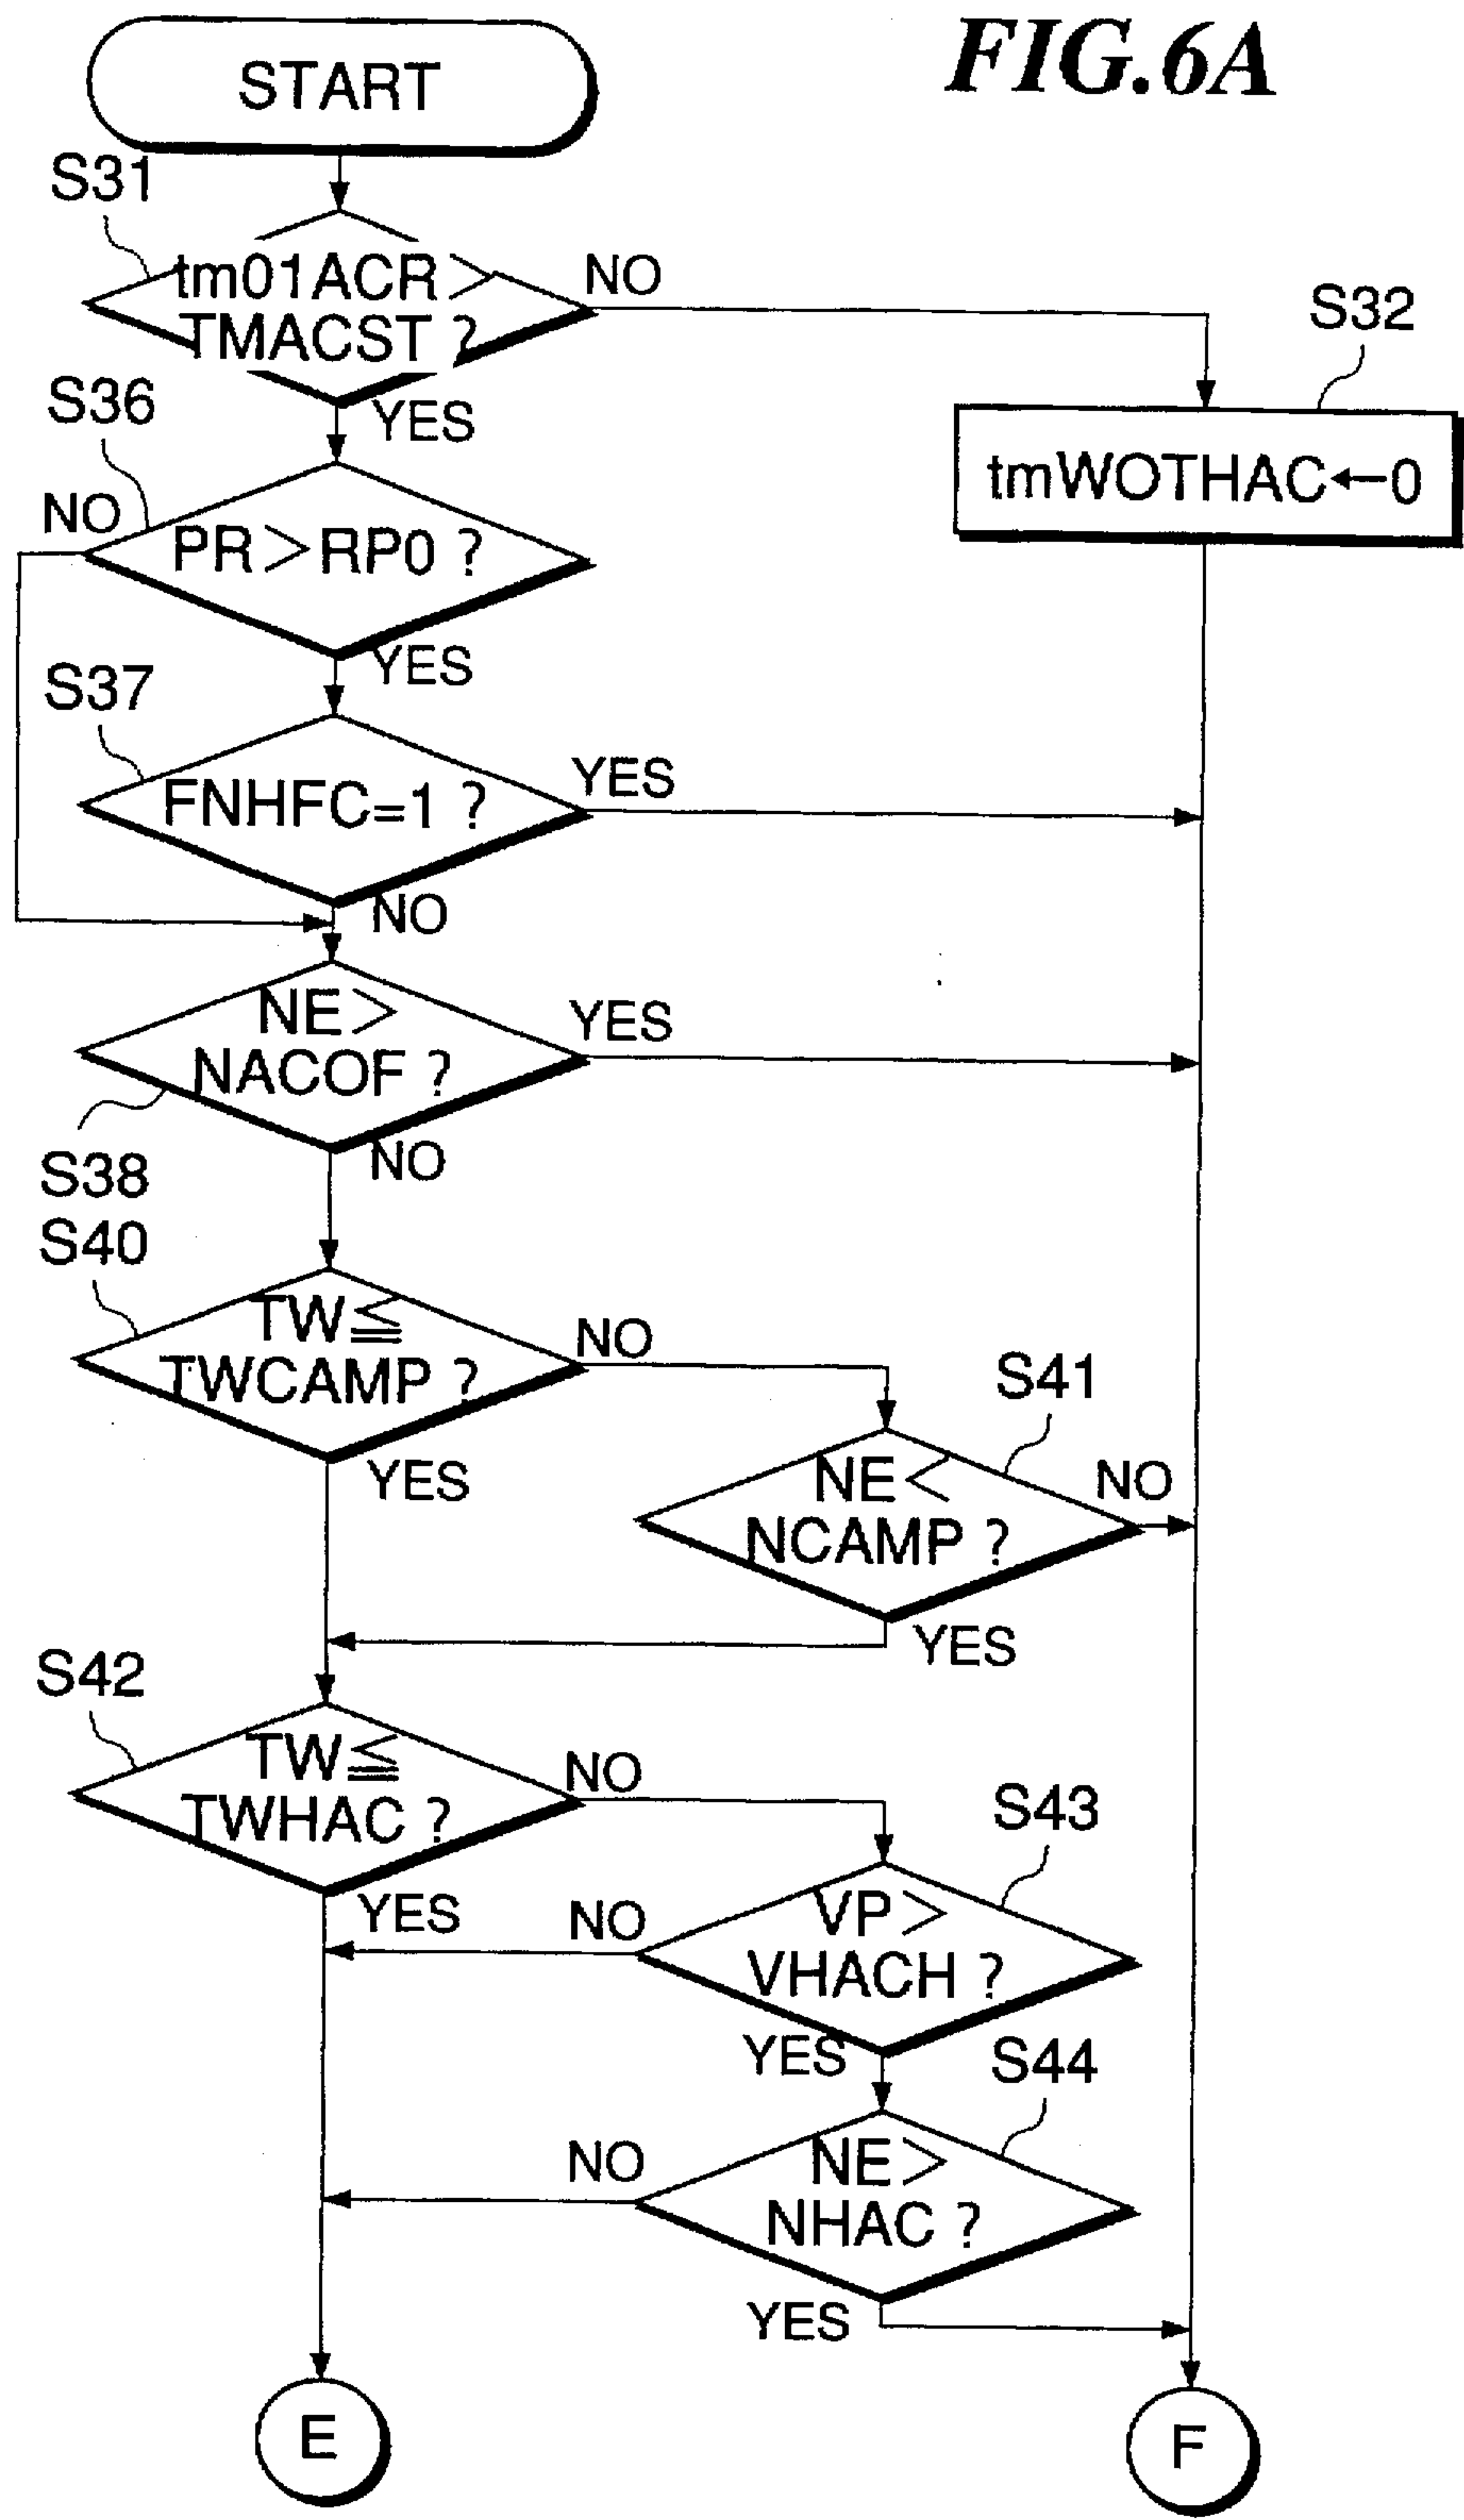 FIG.6A
START
S31
tm01ACR>
TMACST ?
NO
S32
YES
tmWOTHAC←0
S36
NO
PR>RP0 ?
YES
S37
FNHFC=1 ?
YES
NO
NE>
NACOF ?
YES
S38
NO
S40
TW≦
TWCAMP ?
NO
S41
YES
NE<
NCAMP ?
NO
YES
S42
TW≦
TWHAC ?
NO
S43
YES
NO
VP>
VHACH ?
YES
S44
NO
NE>
NHAC ?
YES
E
F